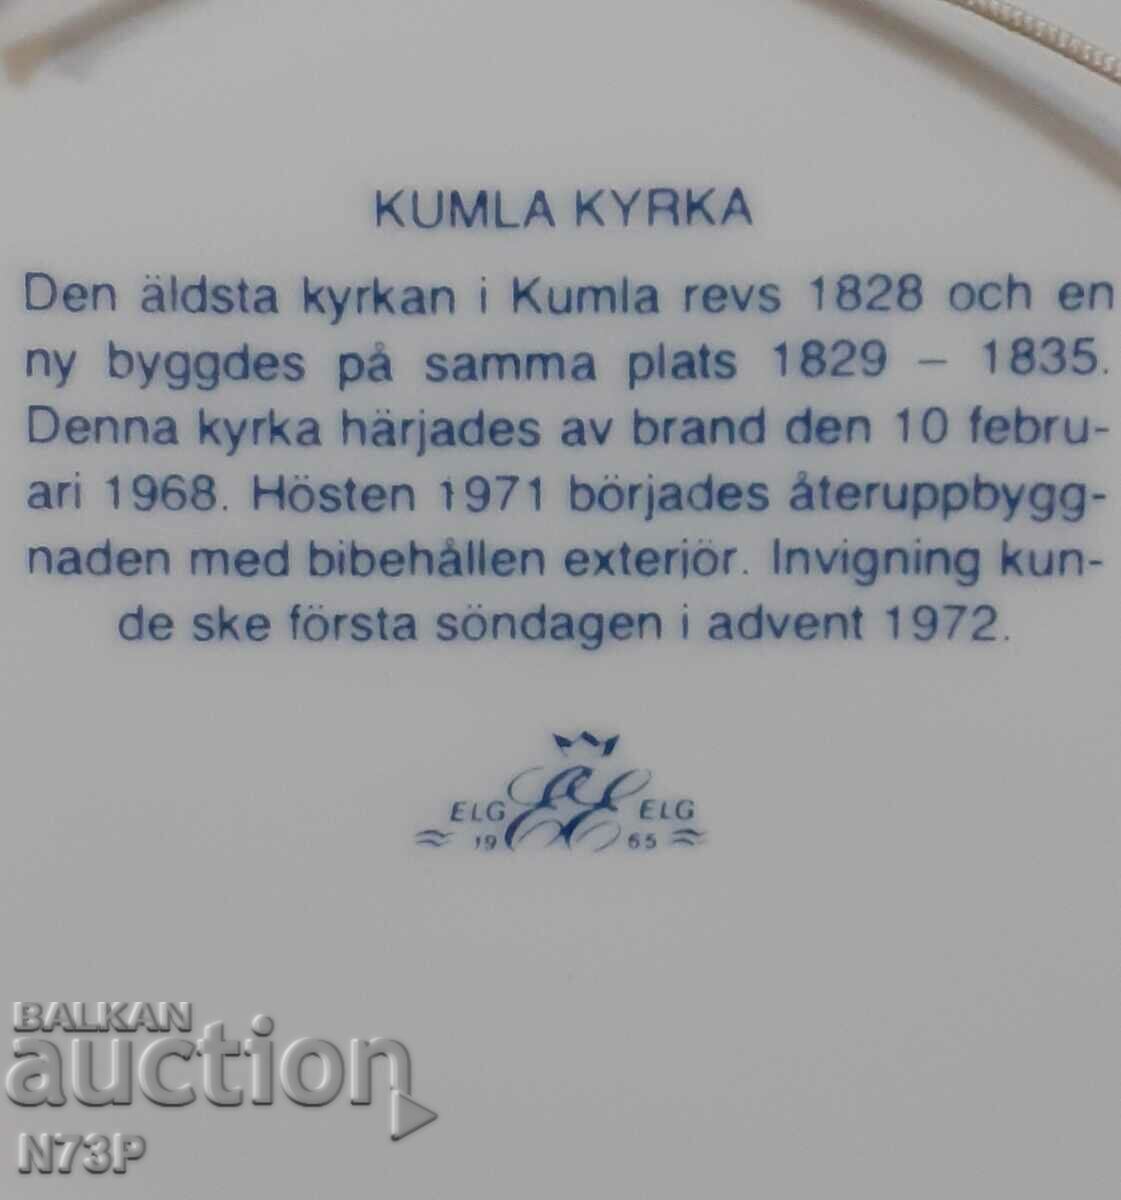 KUMLA KYRKA
Den äldsta kyrkan i Kumla revs 1828 och en
ny byggdes på samma plats 1829 – 1835.
Denna kyrka härjades av brand den 10 febru-
ari 1968. Hösten 1971 börjades återuppbygg-
naden med bibehållen exteriör. Invigning kun-
de ske första söndagen i advent 1972.
ELG ELG
19 65
BALKAN
auction
N73P